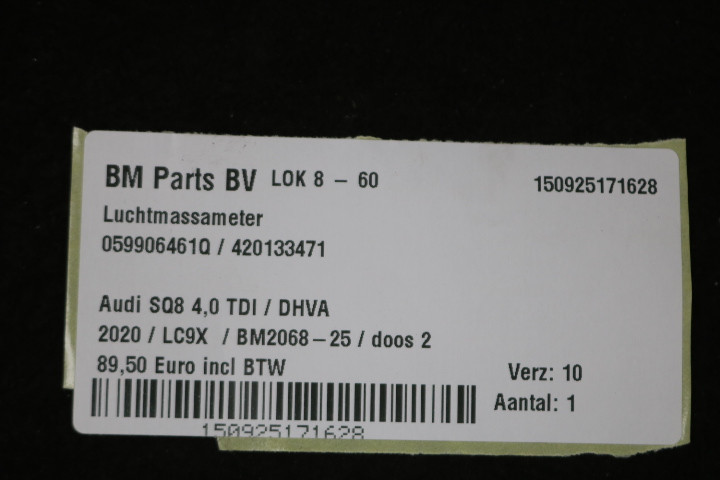 BM Parts BV LOK 8 – 60 150925171628
Luchtmassameter
059906461Q / 420133471
Audi SQ8 4,0 TDI / DHVA
2020 / LC9X / BM2068–25 / doos 2
89,50 Euro incl BTW Verz: 10
Aantal: 1
150925171628